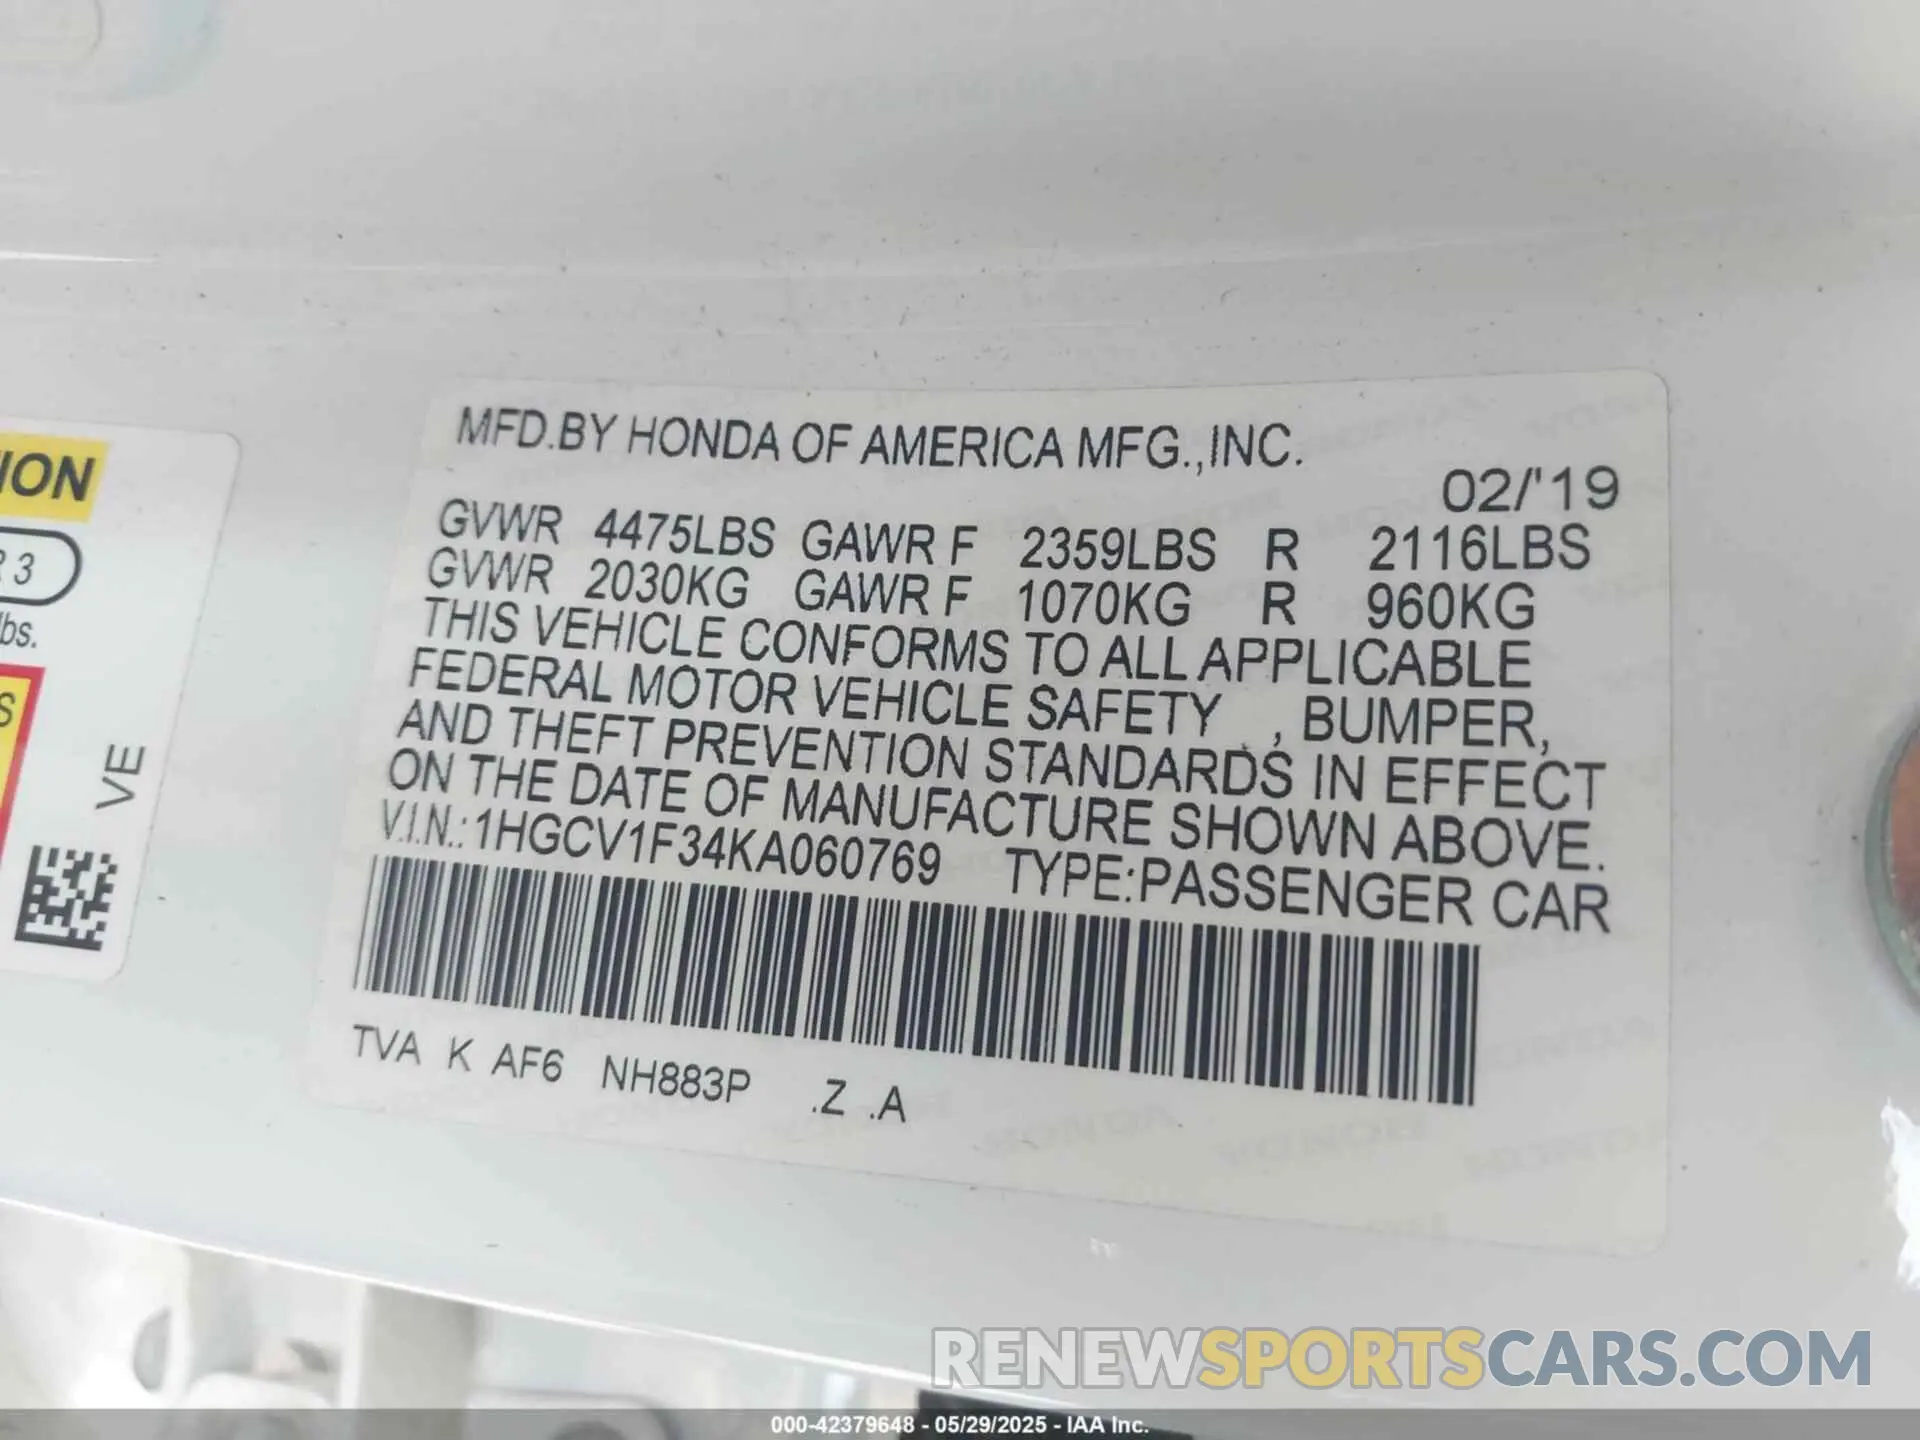 MFD.BY HONDA OF AMERICA MFG.,INC.
02/'19
GVWR 4475LBS GAWR F 2359LBS R 2116LBS
GVWR 2030KG GAWR F 1070KG R 960KG
THIS VEHICLE CONFORMS TO ALL APPLICABLE
FEDERAL MOTOR VEHICLE SAFETY , BUMPER,
AND THEFT PREVENTION STANDARDS IN EFFECT
ON THE DATE OF MANUFACTURE SHOWN ABOVE.
V.I.N.:1HGCV1F34KA060769 TYPE:PASSENGER CAR
TVA K AF6 NH883P .Z .A
ION
R 3
lbs.
S
VE
RENEWSPORTSCARS.COM
000-42379648 - 05/29/2025 - IAA Inc.